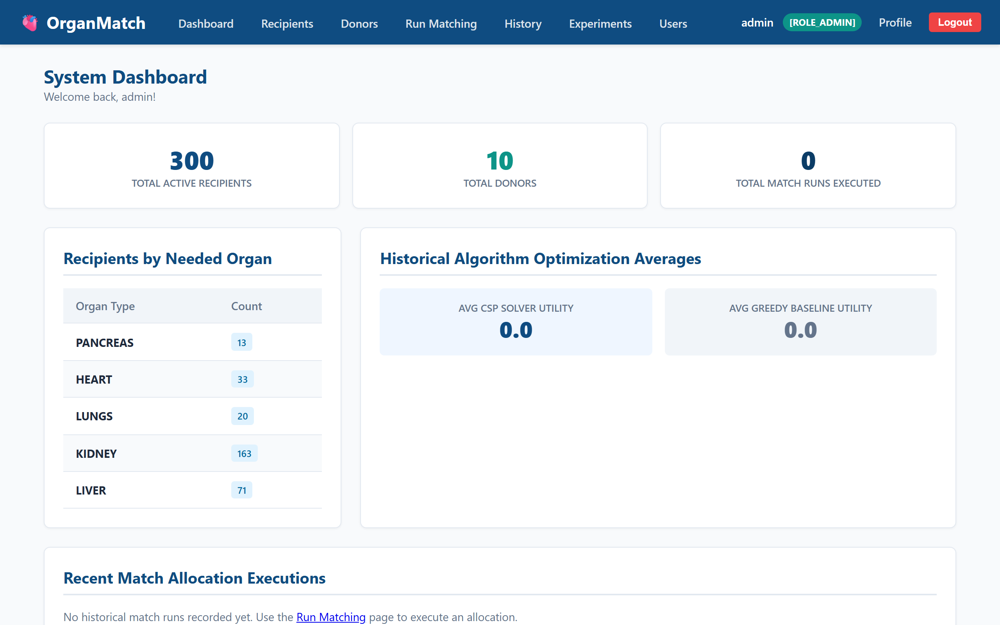 OrganMatch Dashboard Recipients Donors Run Matching History Experiments Users admin [ROLE_ADMIN] Profile Logout
System Dashboard
Welcome back, admin!
300
TOTAL ACTIVE RECIPIENTS
10
TOTAL DONORS
0
TOTAL MATCH RUNS EXECUTED
Recipients by Needed Organ
Organ Type Count
PANCREAS 13
HEART 33
LUNGS 20
KIDNEY 163
LIVER 71
Historical Algorithm Optimization Averages
AVG CSP SOLVER UTILITY
0.0
AVG GREEDY BASELINE UTILITY
0.0
Recent Match Allocation Executions
No historical match runs recorded yet. Use the Run Matching page to execute an allocation.